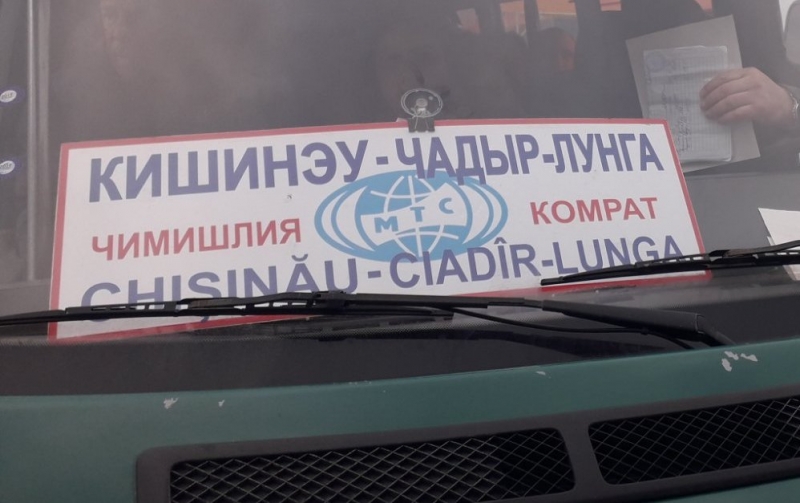 КИШИНЭУ - ЧАДЫР-ЛУНГА
ЧИМИШЛИЯ МТС КОМРАТ
CHIȘINĂU - CIADÎR-LUNGA